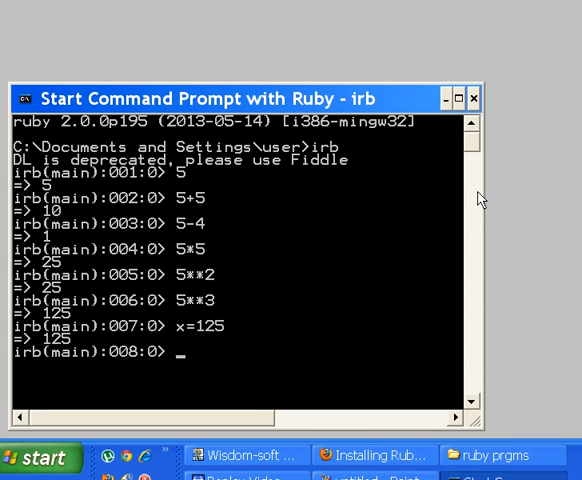 Start Command Prompt with Ruby - irb
ruby 2.0.0p195 (2013-05-14) [i386-mingw32]
C:\Documents and Settings\user>irb
DL is deprecated, please use Fiddle
irb(main):001:0> 5
=> 5
irb(main):002:0> 5+5
=> 10
irb(main):003:0> 5-4
=> 1
irb(main):004:0> 5*5
=> 25
irb(main):005:0> 5**2
=> 25
irb(main):006:0> 5**3
=> 125
irb(main):007:0> x=125
=> 125
irb(main):008:0> _
start
Wisdom-soft ...
Installing Rub...
ruby prgms